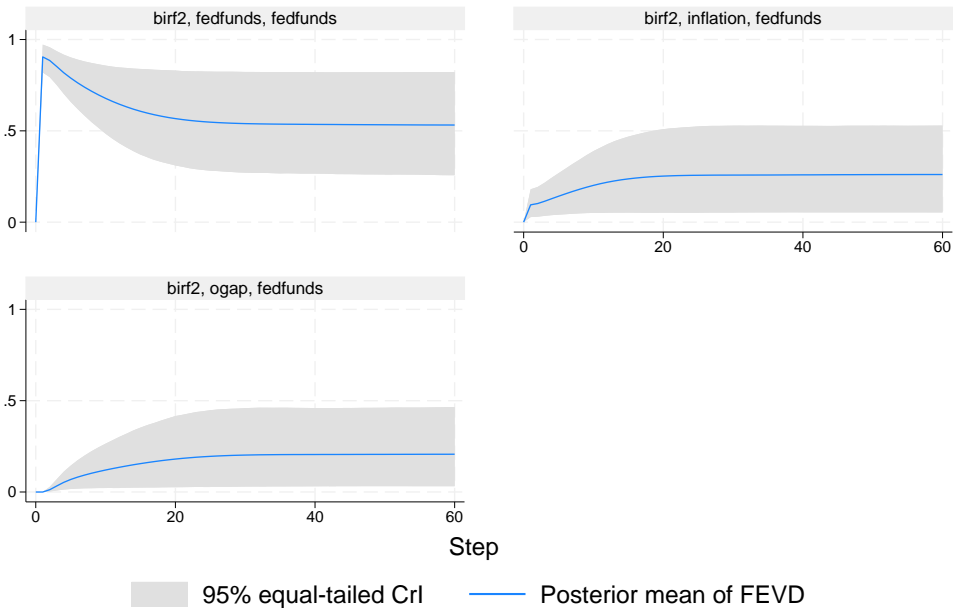 birf2, fedfunds, fedfunds
birf2, inflation, fedfunds
1
.5
0
0 20 40 60
birf2, ogap, fedfunds
1
.5
0
0 20 40 60
Step
95% equal-tailed CrI
Posterior mean of FEVD